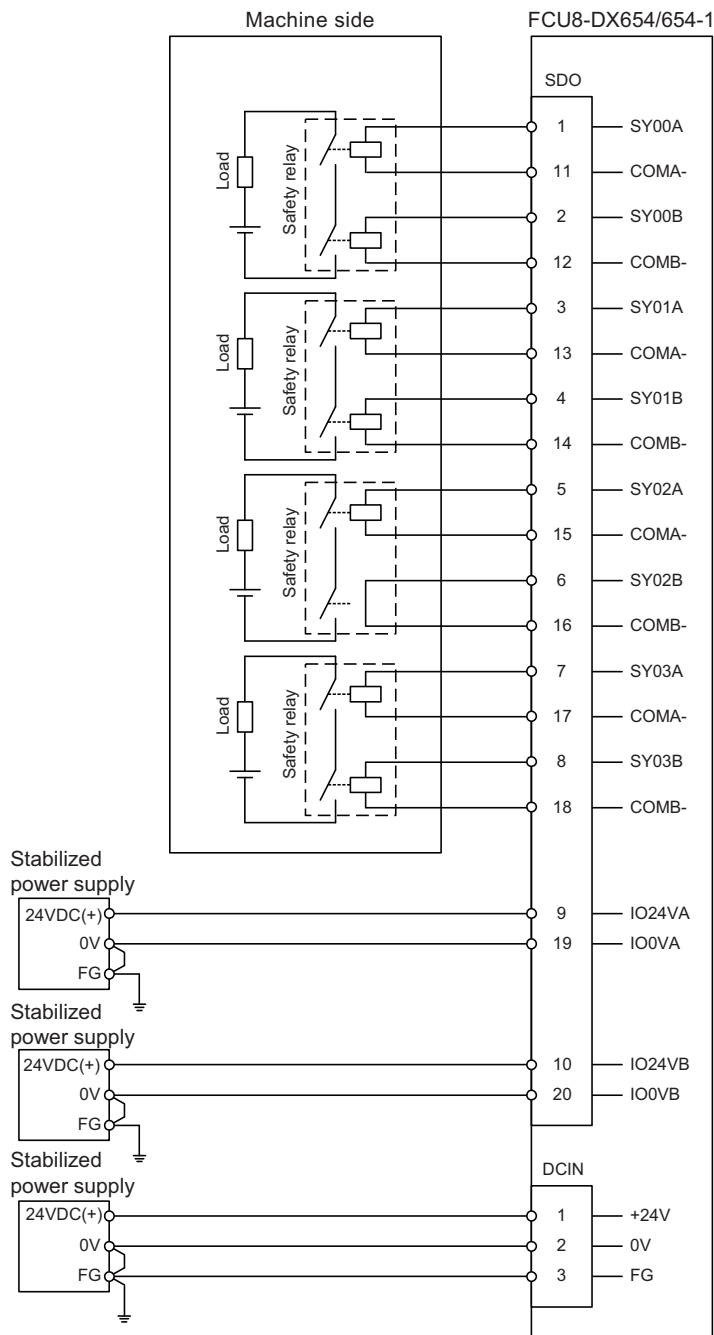 Machine side
FCU8-DX654/654-1
SDO
1 SY00A
11 COMA-
2 SY00B
12 COMB-
Load
Safety relay
3 SY01A
13 COMA-
4 SY01B
14 COMB-
Load
Safety relay
5 SY02A
15 COMA-
6 SY02B
16 COMB-
Load
Safety relay
7 SY03A
17 COMA-
8 SY03B
18 COMB-
Load
Safety relay
Stabilized
power supply
24VDC(+)
9 IO24VA
0V
19 IO0VA
FG
Stabilized
power supply
24VDC(+)
10 IO24VB
0V
20 IO0VB
FG
Stabilized
power supply
DCIN
24VDC(+)
1 +24V
0V
2 0V
FG
3 FG